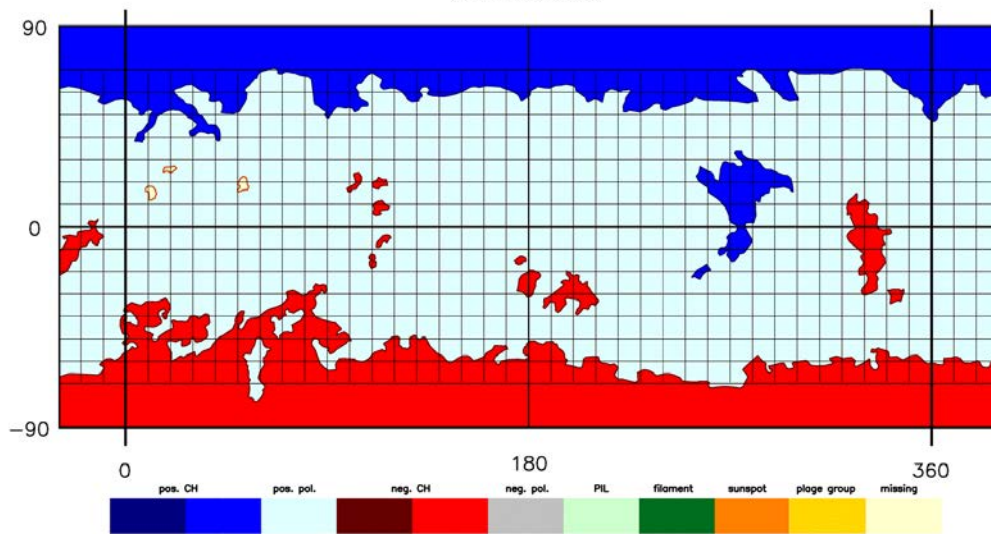 90
0
-90
0 180 360
pos. CH pos. pol. neg. CH neg. pol. PIL filament sunspot plage group missing